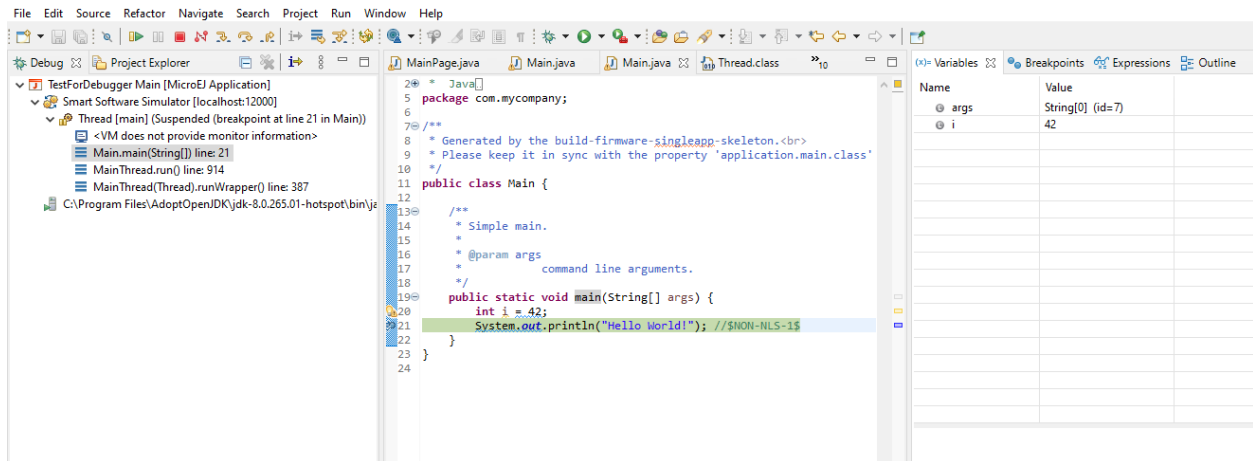 File Edit Source Refactor Navigate Search Project Run Window Help
Debug
Project Explorer
TestForDebugger Main [MicroEJ Application]
Smart Software Simulator [localhost:12000]
Thread [main] (Suspended (breakpoint at line 21 in Main))
<VM does not provide monitor information>
Main.main(String[]) line: 21
MainThread.run() line: 914
MainThread(Thread).runWrapper() line: 387
C:\Program Files\AdoptOpenJDK\jdk-8.0.265.01-hotspot\bin\ja
MainPage.java Main.java Main.java Thread.class »10
2 * Java
5 package com.mycompany;
6
7 /**
8 * Generated by the build-firmware-singleapp-skeleton.<br>
9 * Please keep it in sync with the property 'application.main.class'
10 */
11 public class Main {
12
13 /**
14 * Simple main.
15 *
16 * @param args
17 * command line arguments.
18 */
19 public static void main(String[] args) {
20 int i = 42;
21 System.out.println("Hello World!"); //$NON-NLS-1$
22 }
23 }
24
(x)= Variables Breakpoints Expressions Outline
Name Value
args String[0] (id=7)
i 42